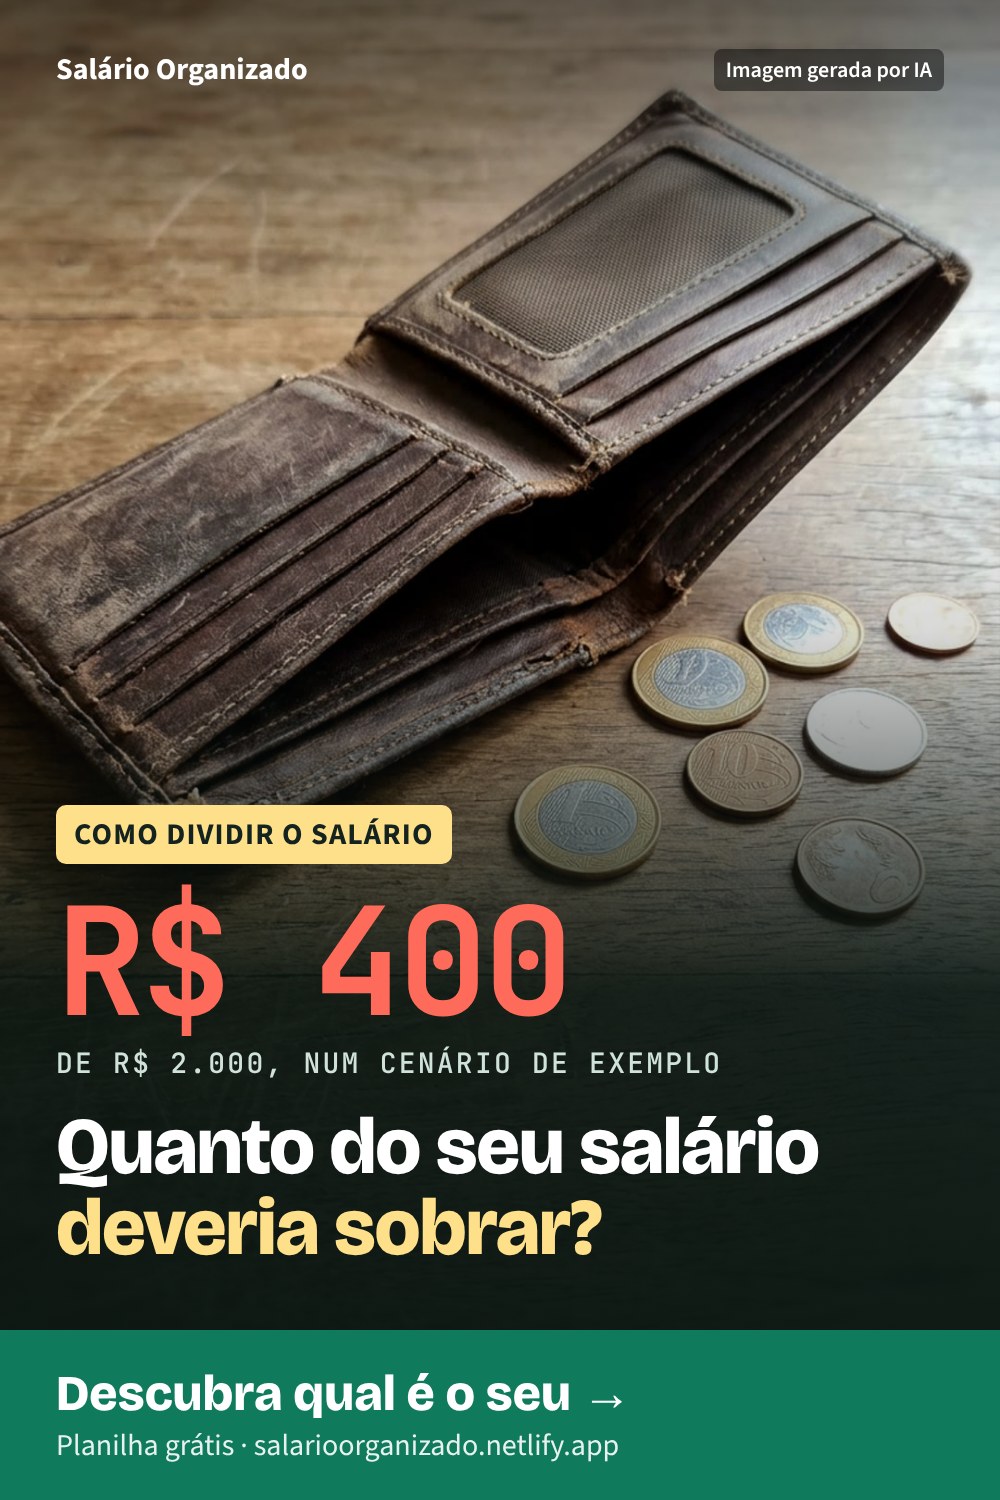 Salário Organizado
Imagem gerada por IA
10
COMO DIVIDIR O SALÁRIO
R$ 400
DE R$ 2.000, NUM CENÁRIO DE EXEMPLO
Quanto do seu salário
deveria sobrar?
Descubra qual é o seu →
Planilha grátis · salarioorganizado.netlify.app